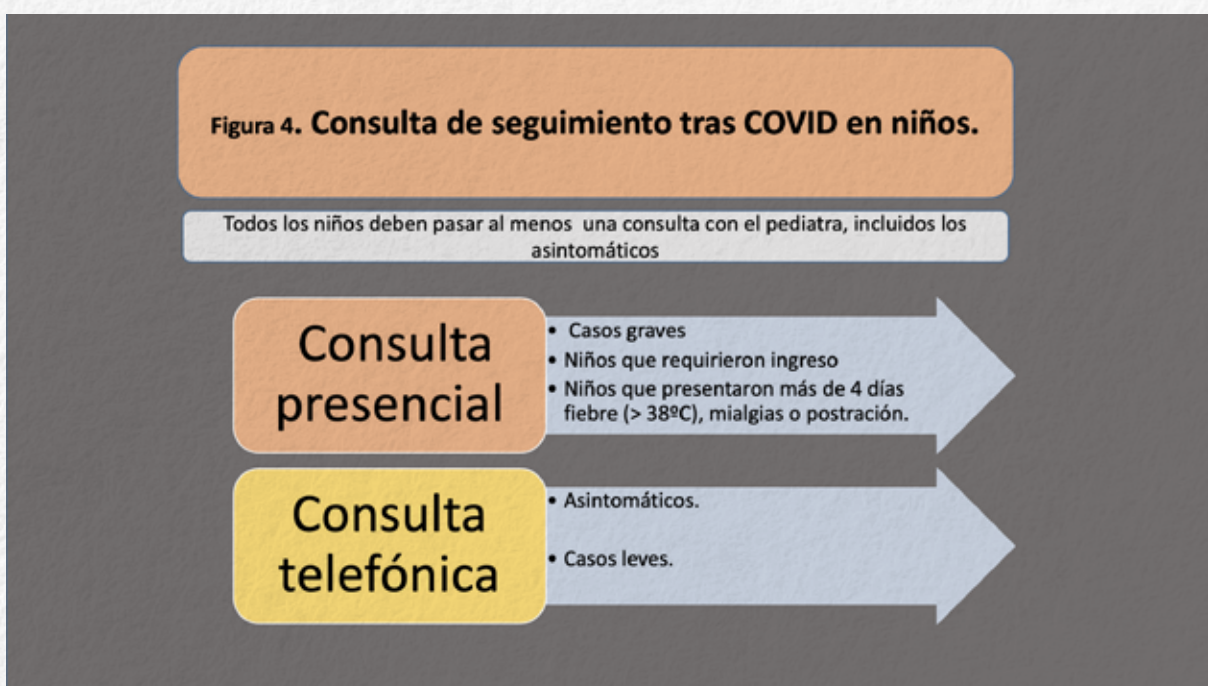 Figura 4. Consulta de seguimiento tras COVID en niños.
Todos los niños deben pasar al menos una consulta con el pediatra, incluidos los
asintomáticos
Consulta
presencial
• Casos graves
• Niños que requirieron ingreso
• Niños que presentaron más de 4 días
fiebre (> 38ºC), mialgias o postración.
Consulta
telefónica
• Asintomáticos.
• Casos leves.